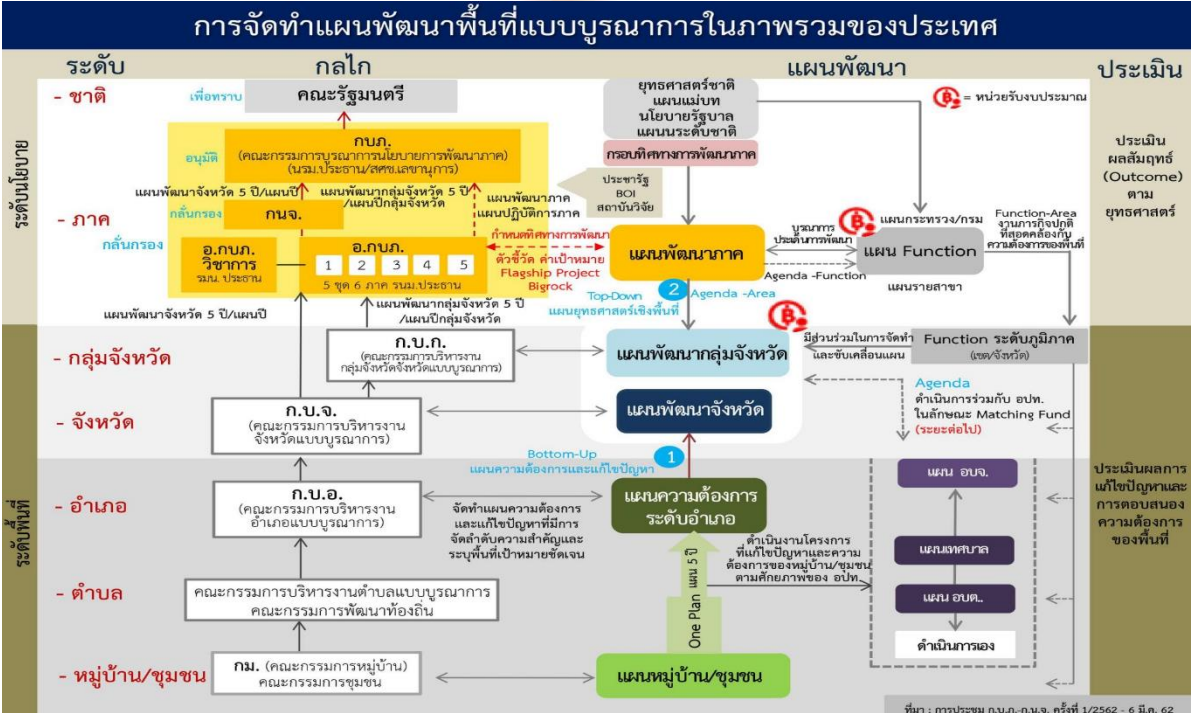 การจัดทำแผนพัฒนาพื้นที่แบบบูรณาการในภาพรวมของประเทศ
ระดับ
กลไก
แผนพัฒนา
ประเมิน
ระดับนโยบาย
- ชาติ
เพื่อทราบ
คณะรัฐมนตรี
ยุทธศาสตร์ชาติ
แผนแม่บท
นโยบายรัฐบาล
แผนระดับชาติ
กรอบทิศทางการพัฒนาภาค
= หน่วยรับงบประมาณ
ประเมิน
ผลสัมฤทธ์
(Outcome)
ตาม
ยุทธศาสตร์
อนุมัติ
กบภ.
(คณะกรรมการบูรณาการนโยบายการพัฒนาภาค)
(นรม.ประธาน/สศช.เลขานุการ)
ประชารัฐ
BOI
สถาบันวิจัย
แผนพัฒนาจังหวัด 5 ปี/แผนปี
แผนพัฒนากลุ่มจังหวัด 5 ปี
/แผนปีกลุ่มจังหวัด
แผนพัฒนาภาค
แผนปฏิบัติการภาค
- ภาค
กลั่นกรอง
กนจ.
กลั่นกรอง
อ.กบภ.
วิชาการ
รมน. ประธาน
อ.กบภ.
1 2 3 4 5
5 ชุด 6 ภาค รนม.ประธาน
กำหนดทิศทางการพัฒนา
ตัวชี้วัด ค่าเป้าหมาย
Flagship Project
Bigrock
แผนพัฒนาภาค
บูรณาการ
ประเด็นการพัฒนา
Agenda -Function
แผนกระทรวง/กรม
แผน Function
แผนรายสาขา
Function-Area
งานภารกิจปกติ
ที่สอดคล้องกับ
ความต้องการของพื้นที่
Top-Down
แผนยุทธศาสตร์เชิงพื้นที่
2
Agenda -Area
แผนพัฒนาจังหวัด 5 ปี/แผนปี
แผนพัฒนากลุ่มจังหวัด 5 ปี
/แผนปีกลุ่มจังหวัด
ระดับพื้นที่
- กลุ่มจังหวัด
ก.บ.ก.
(คณะกรรมการบริหารงาน
กลุ่มจังหวัดจังหวัดแบบบูรณาการ)
แผนพัฒนากลุ่มจังหวัด
มีส่วนร่วมในการจัดทำ
และขับเคลื่อนแผน
Function ระดับภูมิภาค
(เขต/จังหวัด)
- จังหวัด
ก.บ.จ.
(คณะกรรมการบริหารงาน
จังหวัดแบบบูรณาการ)
แผนพัฒนาจังหวัด
Agenda
ดำเนินการร่วมกับ อปท.
ในลักษณะ Matching Fund
(ระยะต่อไป)
Bottom-Up
แผนความต้องการและแก้ไขปัญหา
1
- อำเภอ
ก.บ.อ.
(คณะกรรมการบริหารงาน
อำเภอแบบบูรณาการ)
จัดทำแผนความต้องการ
และแก้ไขปัญหาที่มีการ
จัดลำดับความสำคัญและ
ระบุพื้นที่เป้าหมายชัดเจน
แผนความต้องการ
ระดับอำเภอ
แผน อบจ.
ประเมินผลการ
แก้ไขปัญหาและ
การตอบสนอง
ความต้องการ
ของพื้นที่
ดำเนินงานโครงการ
ที่แก้ไขปัญหาและความ
ต้องการของหมู่บ้าน/ชุมชน
ตามศักยภาพของ อปท.
แผนเทศบาล
- ตำบล
คณะกรรมการบริหารงานตำบลแบบบูรณาการ
คณะกรรมการพัฒนาท้องถิ่น
One Plan แผน 5 ปี
แผน อบต..
ดำเนินการเอง
- หมู่บ้าน/ชุมชน
กม. (คณะกรรมการหมู่บ้าน)
คณะกรรมการชุมชน
แผนหมู่บ้าน/ชุมชน
ที่มา : การประชุม ก.บ.ภ.-ก.น.จ. ครั้งที่ 1/2562 - 6 มี.ค. 62